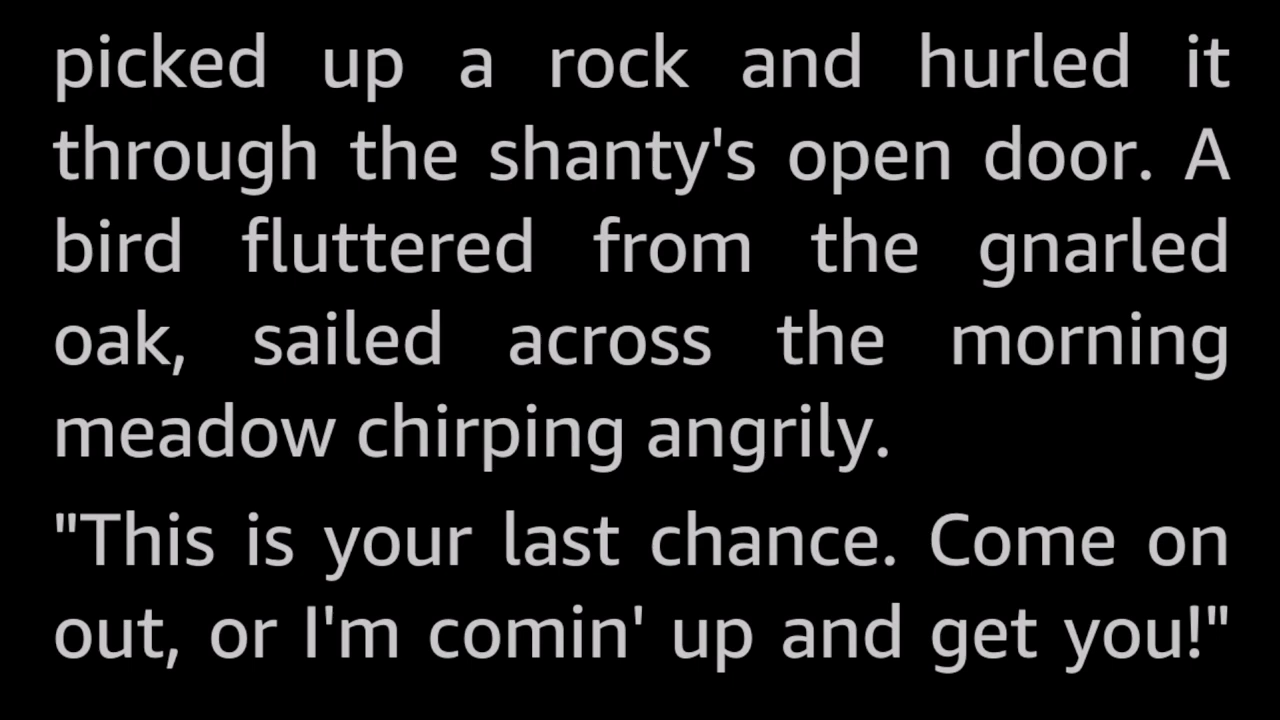 picked up a rock and hurled it
through the shanty's open door. A
bird fluttered from the gnarled
oak, sailed across the morning
meadow chirping angrily.
"This is your last chance. Come on
out, or I'm comin' up and get you!"